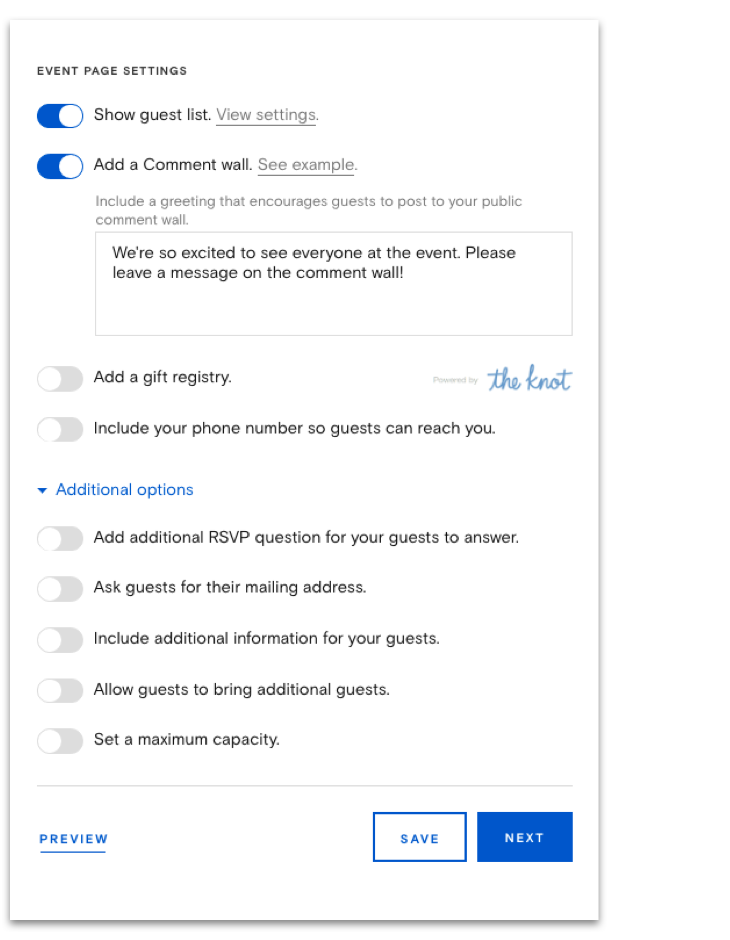 EVENT PAGE SETTINGS
Show guest list. View settings.
Add a Comment wall. See example.
Include a greeting that encourages guests to post to your public
comment wall.
We're so excited to see everyone at the event. Please
leave a message on the comment wall!
Add a gift registry.
Powered by the knot
Include your phone number so guests can reach you.
Additional options
Add additional RSVP question for your guests to answer.
Ask guests for their mailing address.
Include additional information for your guests.
Allow guests to bring additional guests.
Set a maximum capacity.
PREVIEW
SAVE
NEXT